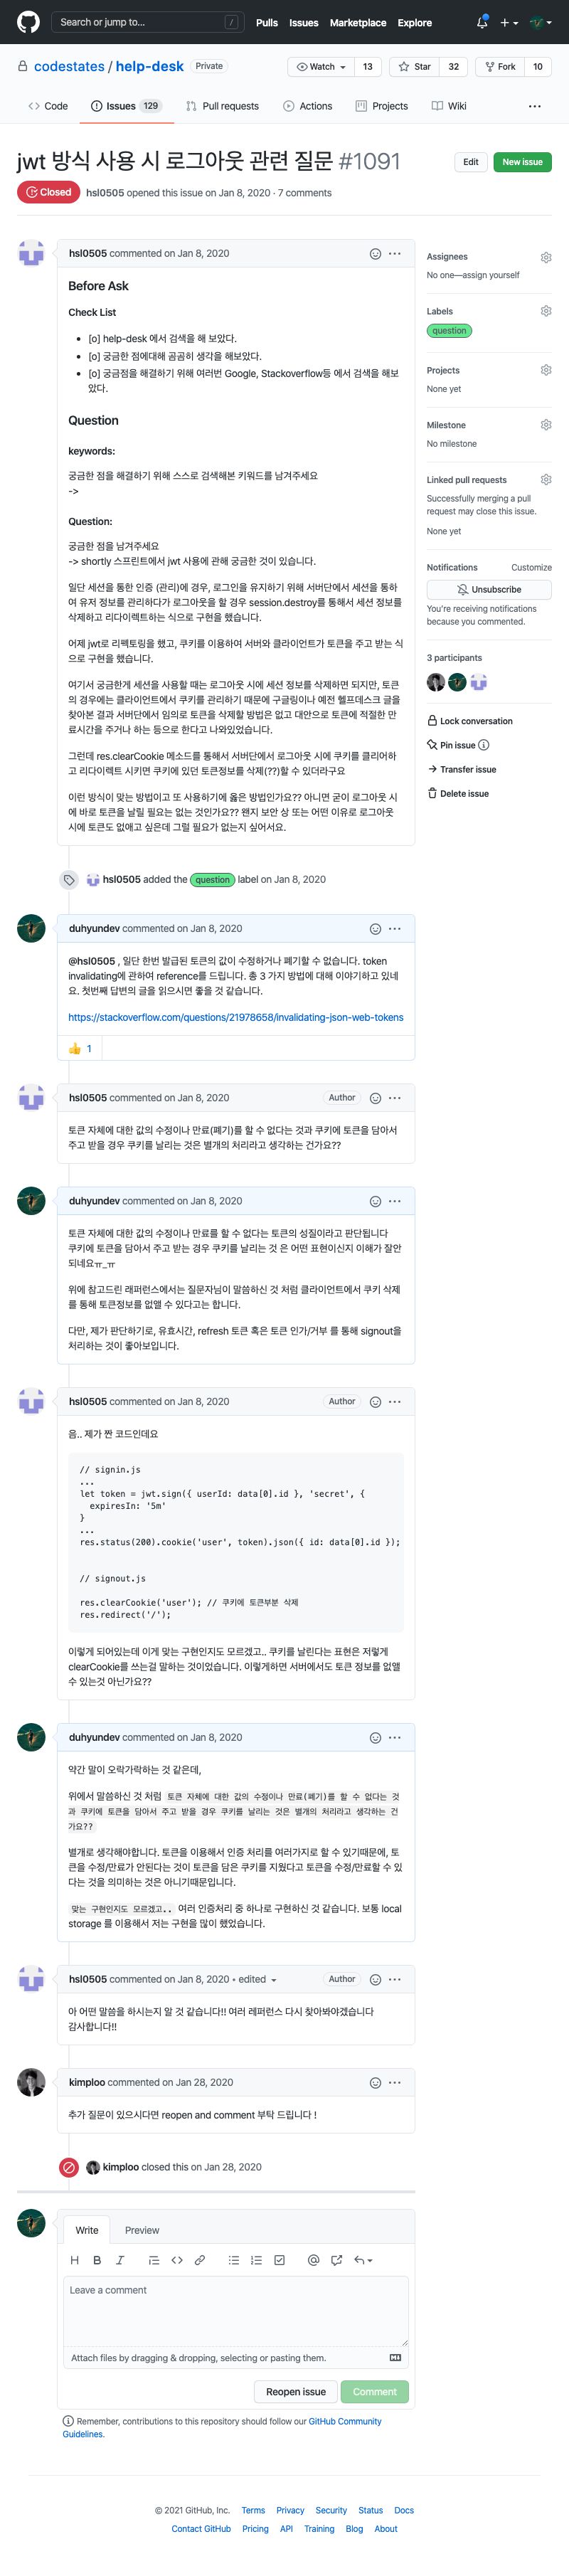 Search or jump to...
/
Pulls
Issues
Marketplace
Explore
codestates / help-desk
Private
Watch
13
Star
32
Fork
10
Code
Issues 129
Pull requests
Actions
Projects
Wiki
jwt 방식 사용 시 로그아웃 관련 질문 #1091
Edit
New issue
Closed
hsl0505 opened this issue on Jan 8, 2020 · 7 comments
hsl0505 commented on Jan 8, 2020
Before Ask
Check List
• [o] help-desk 에서 검색을 해 보았다.
• [o] 궁금한 점에대해 곰곰히 생각을 해보았다.
• [o] 궁금점을 해결하기 위해 여러번 Google, Stackoverflow등 에서 검색을 해보
았다.
Question
keywords:
궁금한 점을 해결하기 위해 스스로 검색해본 키워드를 남겨주세요
->
Question:
궁금한 점을 남겨주세요
-> shortly 스프린트에서 jwt 사용에 관해 궁금한 것이 있습니다.
일단 세션을 통한 인증 (관리)에 경우, 로그인을 유지하기 위해 서버단에서 세션을 통하
여 유저 정보를 관리하다가 로그아웃을 할 경우 session.destroy를 통해서 세션 정보를
삭제하고 리다이렉트하는 식으로 구현을 했습니다.
어제 jwt로 리펙토링을 했고, 쿠키를 이용하여 서버와 클라이언트가 토큰을 주고 받는 식
으로 구현을 했습니다.
여기서 궁금한게 세션을 사용할 때는 로그아웃 시에 세션 정보를 삭제하면 되지만, 토큰
의 경우에는 클라이언트에서 쿠키를 관리하기 때문에 구글링이나 예전 헬프데스크 글을
찾아본 결과 서버단에서 임의로 토큰을 삭제할 방법은 없고 대안으로 토큰에 적절한 만
료시간을 주거나 하는 등으로 한다고 나와있었습니다.
그런데 res.clearCookie 메소드를 통해서 서버단에서 로그아웃 시에 쿠키를 클리어하
고 리다이렉트 시키면 쿠키에 있던 토큰정보를 삭제(??)할 수 있더라구요
이런 방식이 맞는 방법이고 또 사용하기에 옳은 방법인가요?? 아니면 굳이 로그아웃 시
에 바로 토큰을 날릴 필요는 없는 것인가요?? 왠지 보안 상 또는 어떤 이유로 로그아웃
시에 토큰도 없애고 싶은데 그럴 필요가 없는지 싶어서요.
Assignees
No one—assign yourself
Labels
question
Projects
None yet
Milestone
No milestone
Linked pull requests
Successfully merging a pull
request may close this issue.
None yet
Notifications
Customize
Unsubscribe
You're receiving notifications
because you commented.
3 participants
Lock conversation
Pin issue
Transfer issue
Delete issue
hsl0505 added the question label on Jan 8, 2020
duhyundev commented on Jan 8, 2020
@hsl0505 , 일단 한번 발급된 토큰의 값이 수정하거나 폐기할 수 없습니다. token
invalidating에 관하여 reference를 드립니다. 총 3 가지 방법에 대해 이야기하고 있네
요. 첫번째 답변의 글을 읽으시면 좋을 것 같습니다.
https://stackoverflow.com/questions/21978658/invalidating-json-web-tokens
👍 1
hsl0505 commented on Jan 8, 2020
Author
토큰 자체에 대한 값의 수정이나 만료(폐기)를 할 수 없다는 것과 쿠키에 토큰을 담아서
주고 받을 경우 쿠키를 날리는 것은 별개의 처리라고 생각하는 건가요??
duhyundev commented on Jan 8, 2020
토큰 자체에 대한 값의 수정이나 만료를 할 수 없다는 토큰의 성질이라고 판단됩니다
쿠키에 토큰을 담아서 주고 받는 경우 쿠키를 날리는 것 은 어떤 표현이신지 이해가 잘안
되네요ㅠ_ㅠ
위에 참고드린 래퍼런스에서는 질문자님이 말씀하신 것 처럼 클라이언트에서 쿠키 삭제
를 통해 토큰정보를 없앨 수 있다고는 합니다.
다만, 제가 판단하기로, 유효시간, refresh 토큰 혹은 토큰 인가/거부 를 통해 signout을
처리하는 것이 좋아보입니다.
hsl0505 commented on Jan 8, 2020
Author
음.. 제가 짠 코드인데요
// signin.js
...
let token = jwt.sign({ userId: data[0].id }, 'secret', {
expiresIn: '5m'
}
...
res.status(200).cookie('user', token).json({ id: data[0].id });
// signout.js
res.clearCookie('user'); // 쿠키에 토큰부분 삭제
res.redirect('/');
이렇게 되어있는데 이게 맞는 구현인지도 모르겠고.. 쿠키를 날린다는 표현은 저렇게
clearCookie를 쓰는걸 말하는 것이었습니다. 이렇게하면 서버에서도 토큰 정보를 없앨
수 있는것 아닌가요??
duhyundev commented on Jan 8, 2020
약간 말이 오락가락하는 것 같은데,
위에서 말씀하신 것 처럼 토큰 자체에 대한 값의 수정이나 만료(폐기)를 할 수 없다는 것
과 쿠키에 토큰을 담아서 주고 받을 경우 쿠키를 날리는 것은 별개의 처리라고 생각하는 건
가요??
별개로 생각해야합니다. 토큰을 이용해서 인증 처리를 여러가지로 할 수 있기때문에, 토
큰을 수정/만료가 안된다는 것이 토큰을 담은 쿠키를 지웠다고 토큰을 수정/만료할 수 있
다는 것을 의미하는 것은 아니기때문입니다.
맞는 구현인지도 모르겠고.. 여러 인증처리 중 하나로 구현하신 것 같습니다. 보통 local
storage 를 이용해서 저는 구현을 많이 했었습니다.
hsl0505 commented on Jan 8, 2020 • edited
Author
아 어떤 말씀을 하시는지 알 것 같습니다!! 여러 레퍼런스 다시 찾아봐야겠습니다
감사합니다!!
kimploo commented on Jan 28, 2020
추가 질문이 있으시다면 reopen and comment 부탁 드립니다 !
kimploo closed this on Jan 28, 2020
Write
Preview
Leave a comment
Attach files by dragging & dropping, selecting or pasting them.
Reopen issue
Comment
Remember, contributions to this repository should follow our GitHub Community
Guidelines.
© 2021 GitHub, Inc.
Terms
Privacy
Security
Status
Docs
Contact GitHub
Pricing
API
Training
Blog
About